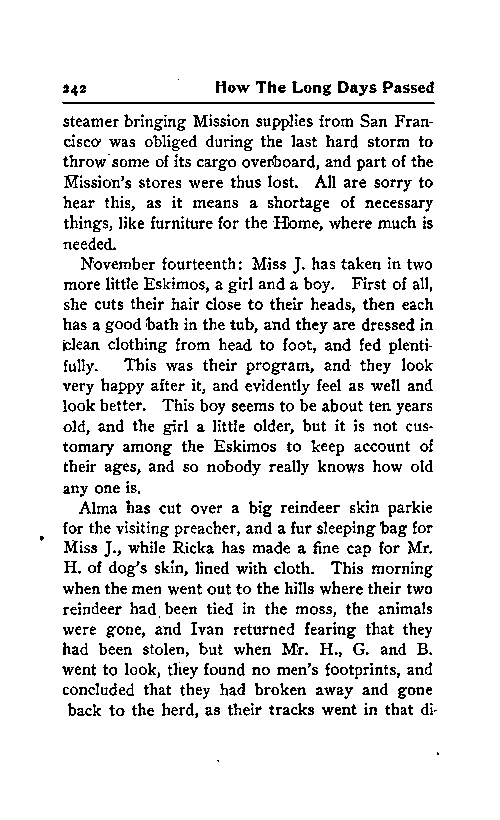 242 How The Long Days Passed
steamer bringing Mission supplies from San Fran-
cisco was obliged during the last hard storm to
throw some of its cargo overboard, and part of the
Mission's stores were thus lost. All are sorry to
hear this, as it means a shortage of necessary
things, like furniture for the Home, where much is
needed.
November fourteenth: Miss J. has taken in two
more little Eskimos, a girl and a boy. First of all,
she cuts their hair close to their heads, then each
has a good bath in the tub, and they are dressed in
clean clothing from head to foot, and fed plenti-
fully. This was their program, and they look
very happy after it, and evidently feel as well and
look better. This boy seems to be about ten years
old, and the girl a little older, but it is not cus-
tomary among the Eskimos to keep account of
their ages, and so nobody really knows how old
any one is.
Alma has cut over a big reindeer skin parkie
for the visiting preacher, and a fur sleeping bag for
Miss J., while Ricka has made a fine cap for Mr.
H. of dog's skin, lined with cloth. This morning
when the men went out to the hills where their two
reindeer had been tied in the moss, the animals
were gone, and Ivan returned fearing that they
had been stolen, but when Mr. H., G. and B.
went to look, they found no men's footprints, and
concluded that they had broken away and gone
back to the herd, as their tracks went in that di-